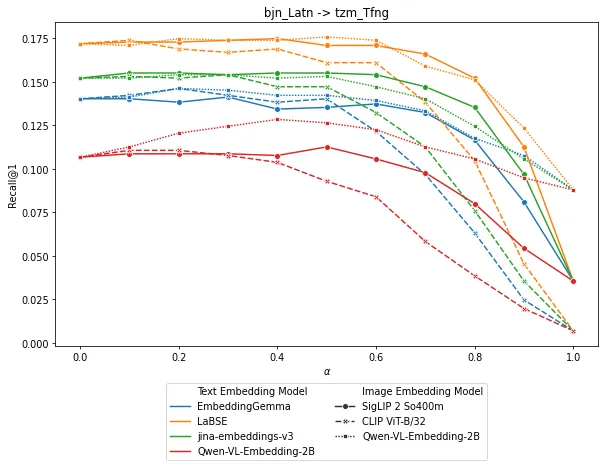 bjn_Latn -> tzm_Tfng
Recall@1
0.175
0.150
0.125
0.100
0.075
0.050
0.025
0.000
0.0 0.2 0.4 0.6 0.8 1.0
α
Text Embedding Model Image Embedding Model
EmbeddingGemma SigLIP 2 So400m
LaBSE CLIP ViT-B/32
jina-embeddings-v3 Qwen-VL-Embedding-2B
Qwen-VL-Embedding-2B